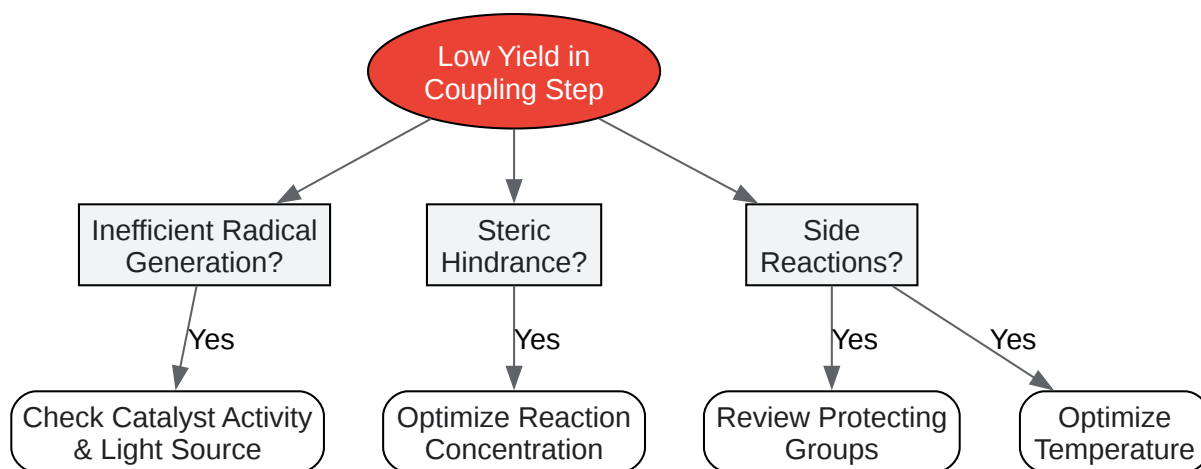 Low Yield in
Coupling Step
Inefficient Radical
Generation?
Steric
Hindrance?
Side
Reactions?
Yes
Yes
Yes
Yes
Check Catalyst Activity
& Light Source
Optimize Reaction
Concentration
Review Protecting
Groups
Optimize
Temperature